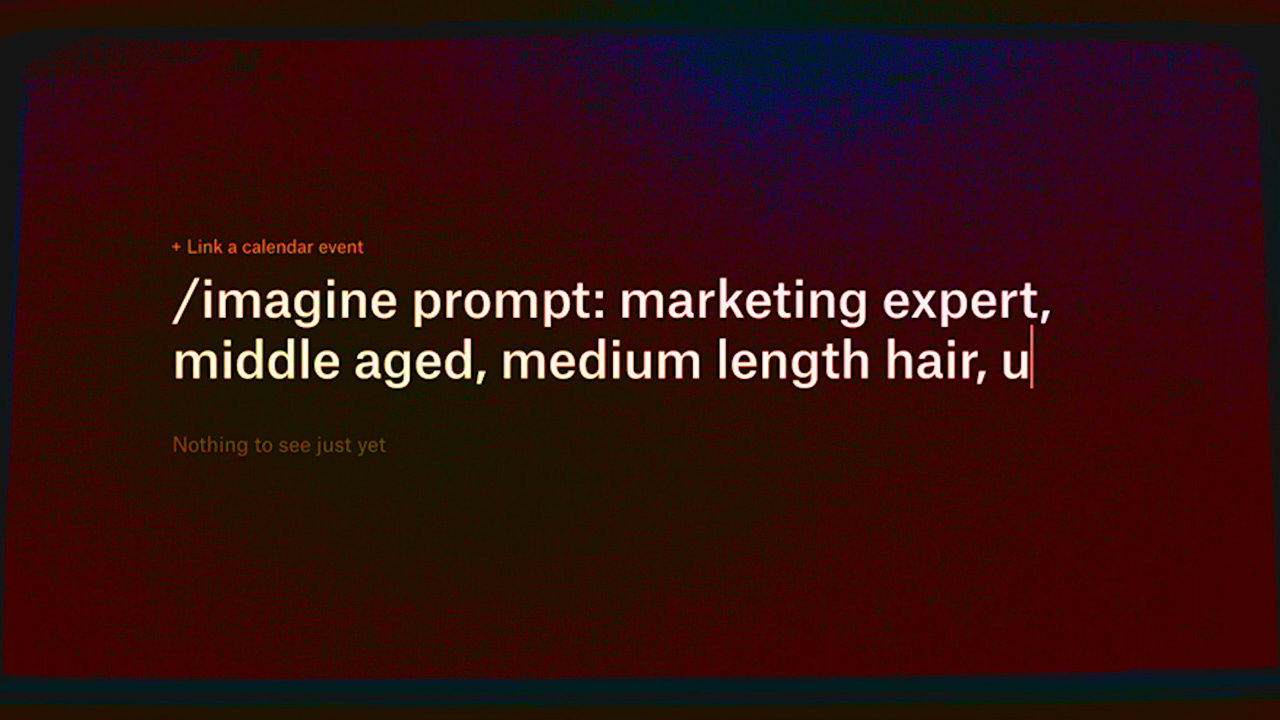 + Link a calendar event
/imagine prompt: marketing expert,
middle aged, medium length hair, u
Nothing to see just yet